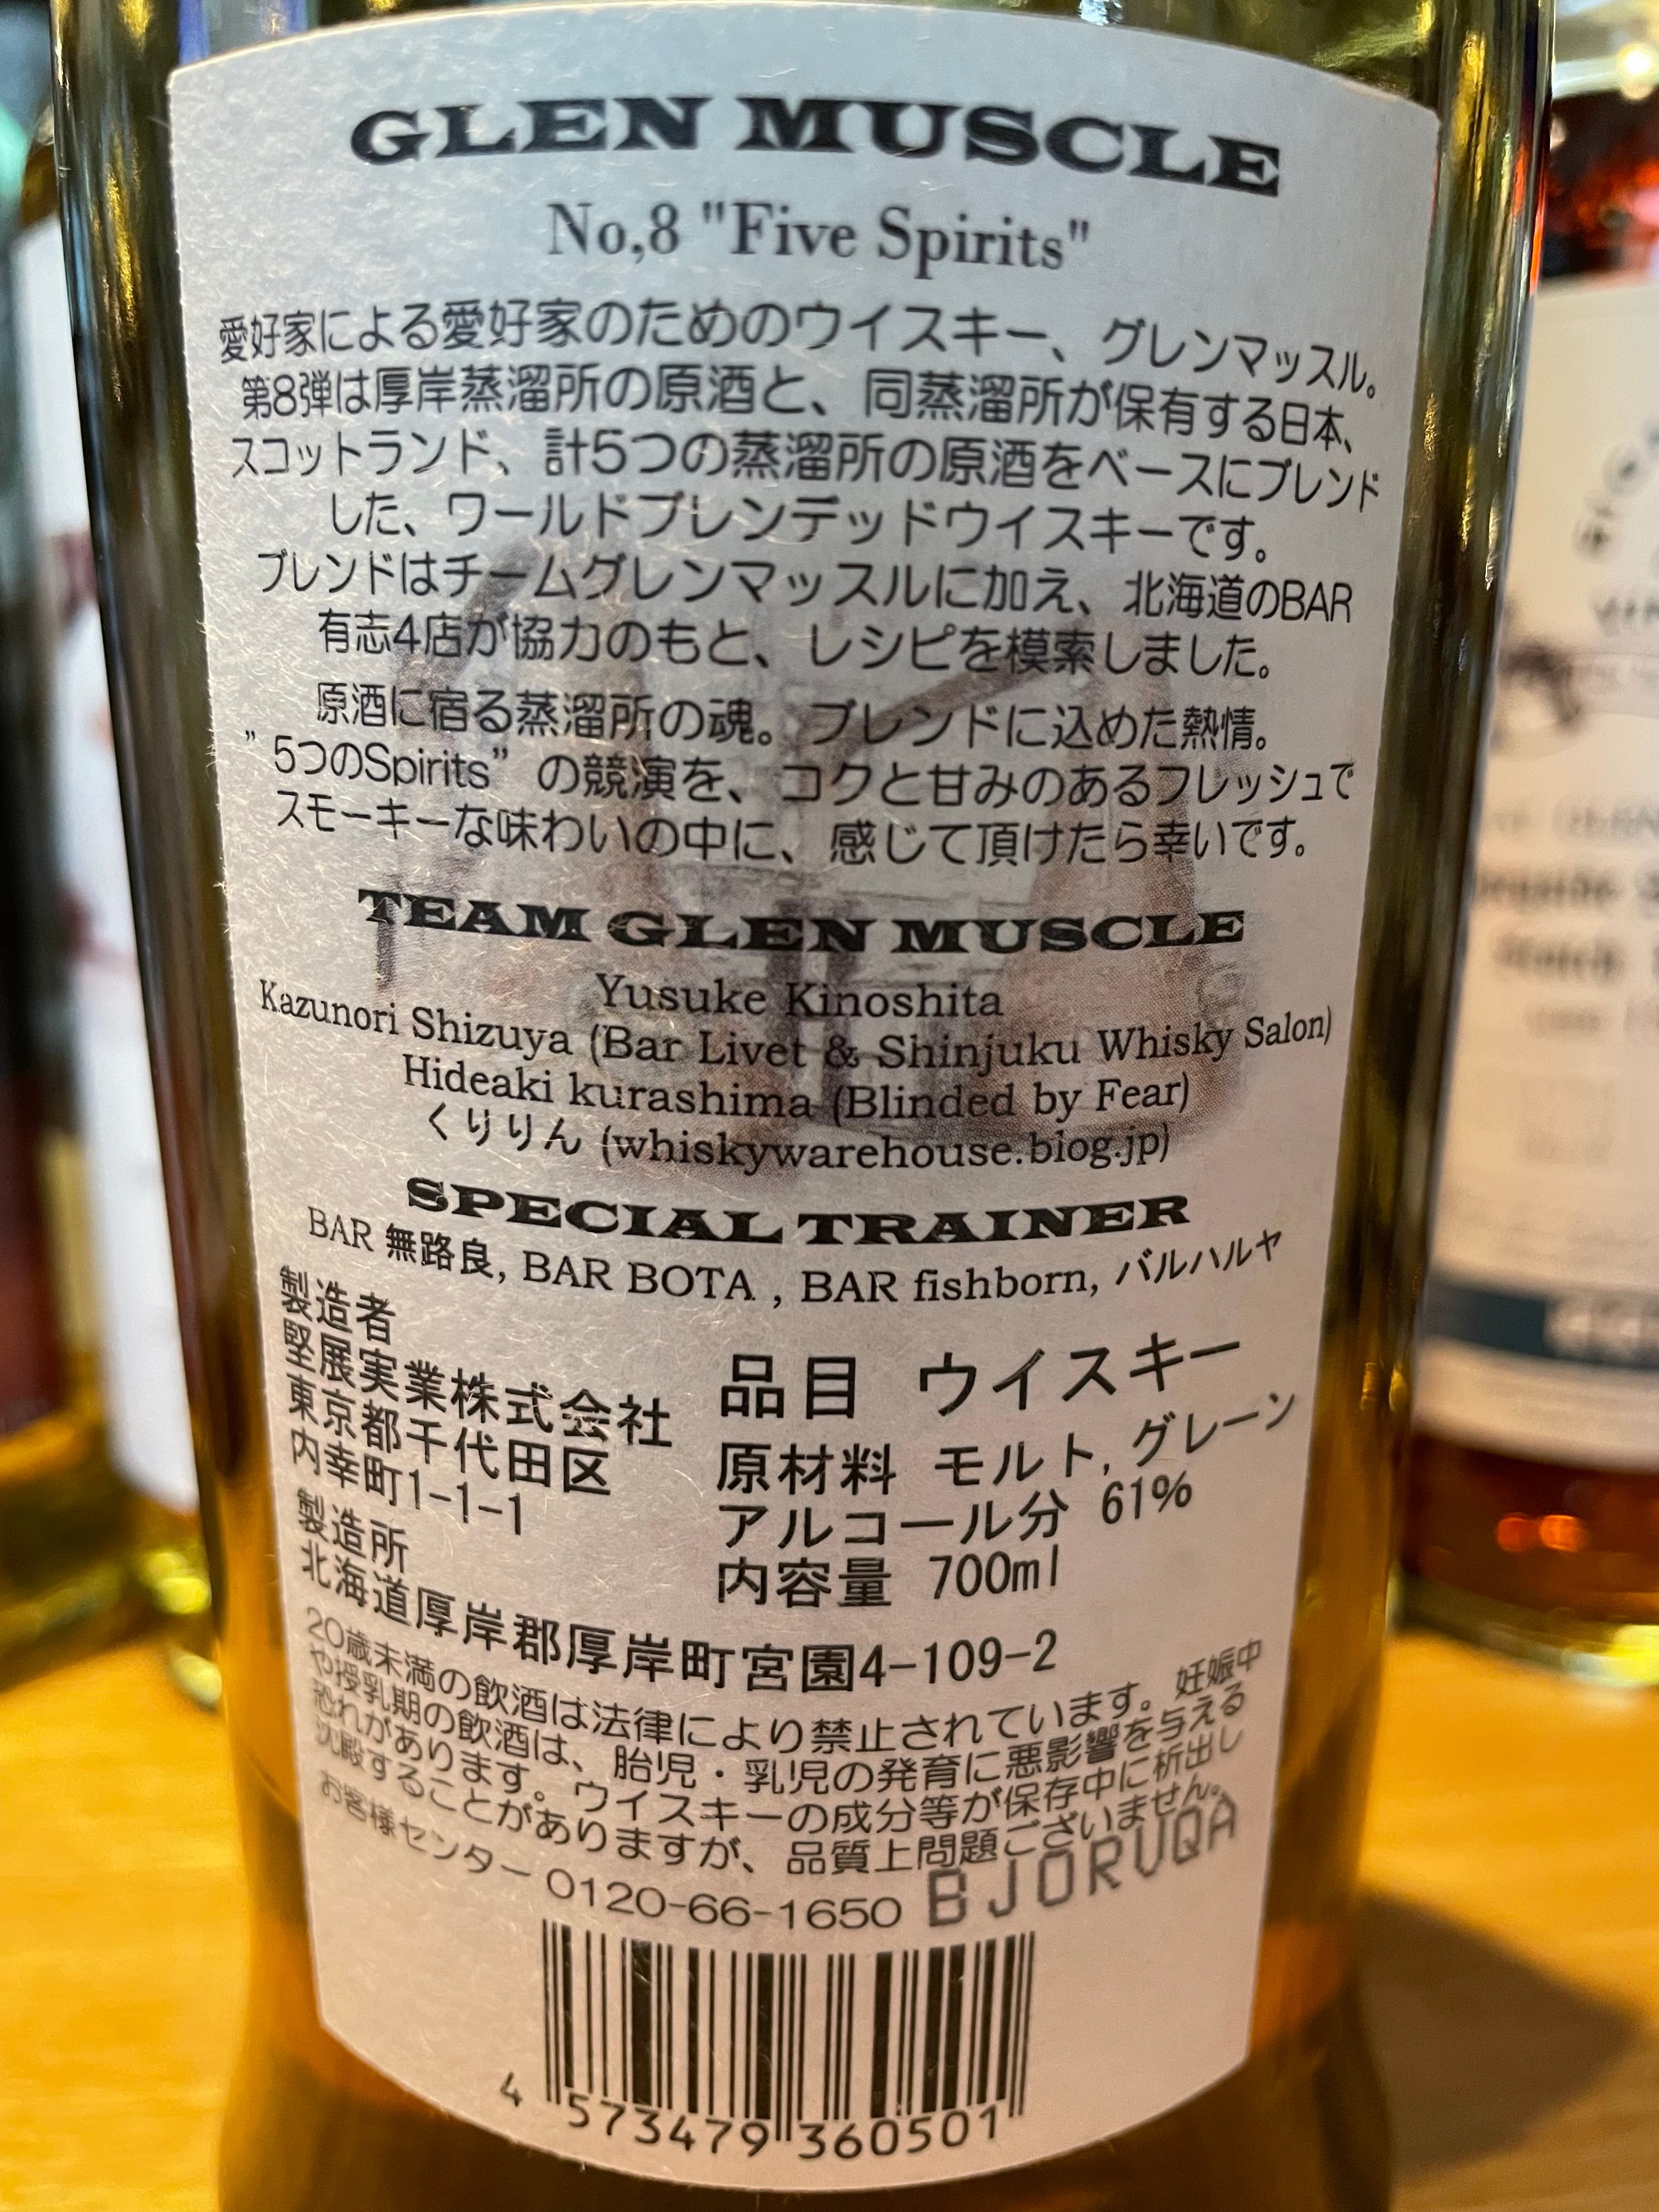 GLEN MUSCLE
No,8 "Five Spirits"
愛好家による愛好家のためのウイスキー、グレンマッスル。
第8弾は厚岸蒸溜所の原酒と、同蒸溜所が保有する日本、
スコットランド、計5つの蒸溜所の原酒をベースにブレンド
した、ワールドブレンデッドウイスキーです。
ブレンドはチームグレンマッスルに加え、北海道のBAR
有志4店が協力のもと、レシピを模索しました。
原酒に宿る蒸溜所の魂。ブレンドに込めた熱情。
"5つのSpirits”の競演を、コクと甘みのあるフレッシュで
スモーキーな味わいの中に、感じて頂けたら幸いです。
TEAM GLEN MUSCLE
Yusuke Kinoshita
Kazunori Shizuya (Bar Livet & Shinjuku Whisky Salon)
Hideaki kurashima (Blinded by Fear)
くりりん (whiskywarehouse.blog.jp)
SPECIAL TRAINER
BAR 無路良, BAR BOTA , BAR fishborn, バルハルヤ
製造者
堅展実業株式会社
東京都千代田区
内幸町1-1-1
製造所
北海道厚岸郡厚岸町宮園4-109-2
品目 ウイスキー
原材料 モルト, グレーン
アルコール分 61%
内容量 700ml
20歳未満の飲酒は法律により禁止されています。妊娠中
や授乳期の飲酒は、胎児・乳児の発育に悪影響を与える
恐れがあります。ウイスキーの成分等が保存中に析出し
沈殿することがありますが、品質上問題ございません。
お客様センター 0120-66-1650
BJORUQA
4 573479 360501